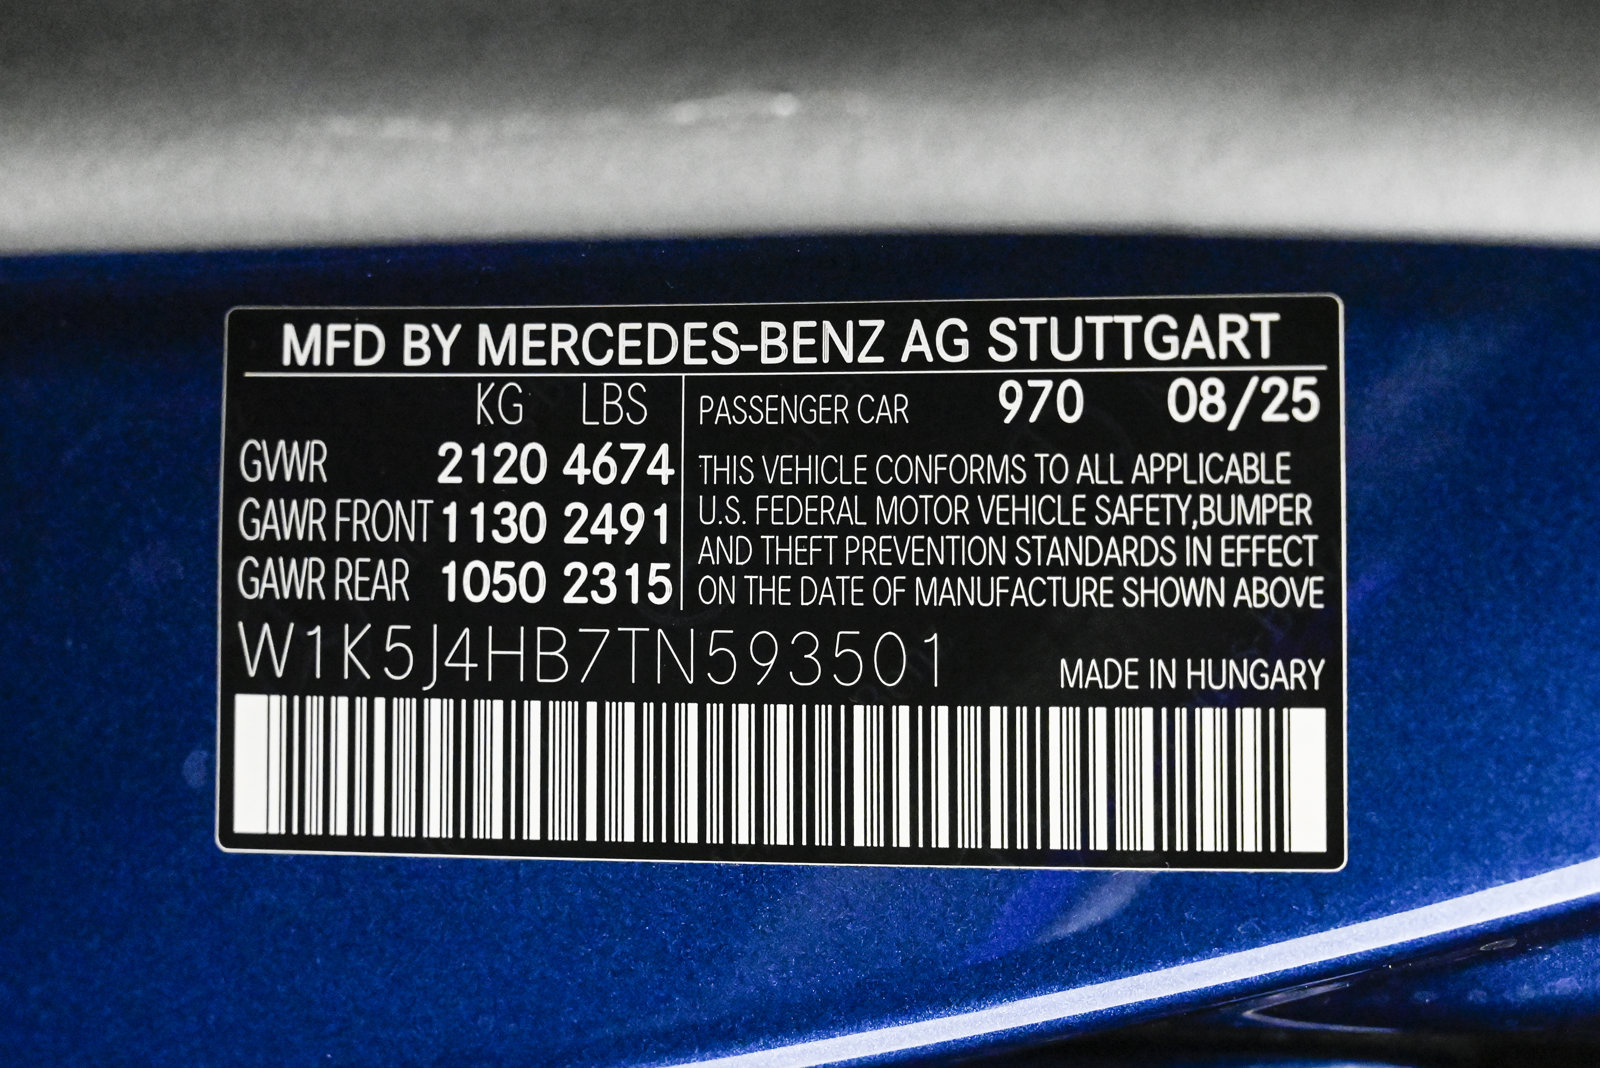 MFD BY MERCEDES-BENZ AG STUTTGART
KG LBS
GVWR 2120 4674
GAWR FRONT 1130 2491
GAWR REAR 1050 2315
PASSENGER CAR 970 08/25
THIS VEHICLE CONFORMS TO ALL APPLICABLE
U.S. FEDERAL MOTOR VEHICLE SAFETY,BUMPER
AND THEFT PREVENTION STANDARDS IN EFFECT
ON THE DATE OF MANUFACTURE SHOWN ABOVE
W1K5J4HB7TN593501
MADE IN HUNGARY